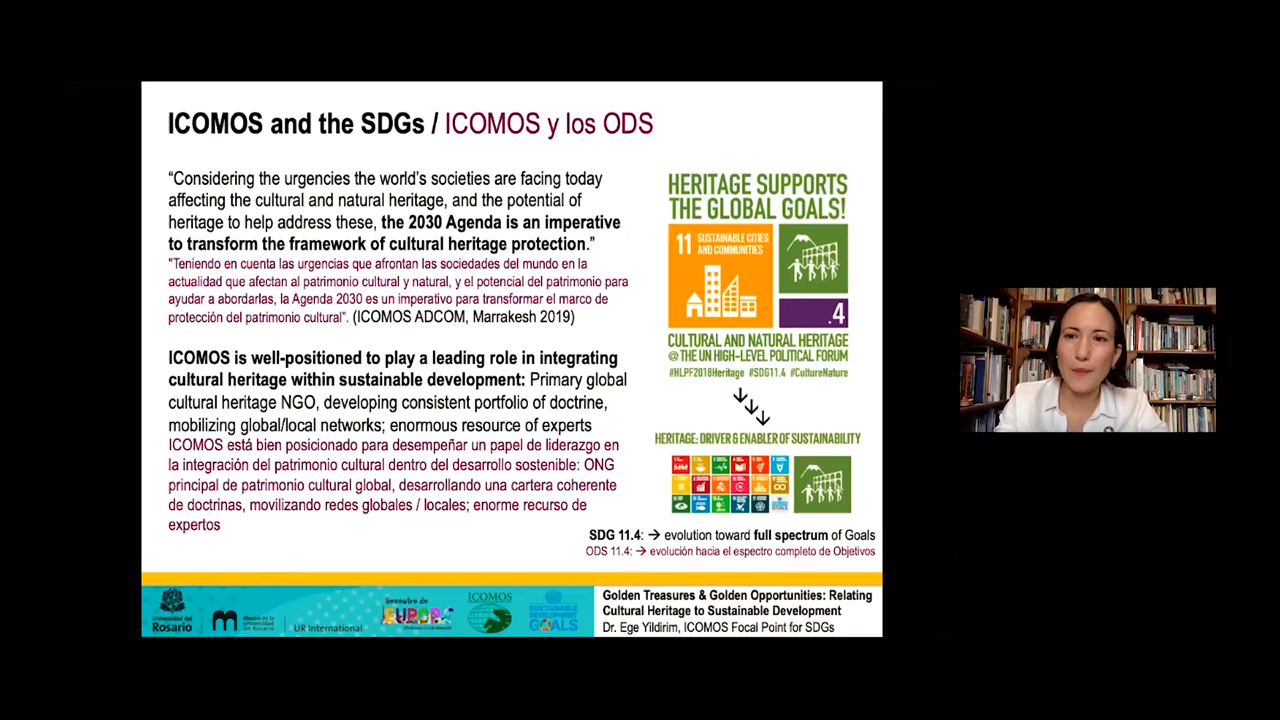 ICOMOS and the SDGs / ICOMOS y los ODS
“Considering the urgencies the world’s societies are facing today
affecting the cultural and natural heritage, and the potential of
heritage to help address these, the 2030 Agenda is an imperative
to transform the framework of cultural heritage protection.”
"Teniendo en cuenta las urgencias que afrontan las sociedades del mundo en la
actualidad que afectan al patrimonio cultural y natural, y el potencial del patrimonio para
ayudar a abordarlas, la Agenda 2030 es un imperativo para transformar el marco de
protección del patrimonio cultural". (ICOMOS ADCOM, Marrakesh 2019)
ICOMOS is well-positioned to play a leading role in integrating
cultural heritage within sustainable development: Primary global
cultural heritage NGO, developing consistent portfolio of doctrine,
mobilizing global/local networks; enormous resource of experts
ICOMOS está bien posicionado para desempeñar un papel de liderazgo en
la integración del patrimonio cultural dentro del desarrollo sostenible: ONG
principal de patrimonio cultural global, desarrollando una cartera coherente
de doctrinas, movilizando redes globales / locales; enorme recurso de
expertos
HERITAGE SUPPORTS
THE GLOBAL GOALS!
11 SUSTAINABLE CITIES
AND COMMUNITIES
.4
CULTURAL AND NATURAL HERITAGE
@ THE UN HIGH-LEVEL POLITICAL FORUM
#HLPF2018Heritage #SDG11.4 #CultureNature
HERITAGE: DRIVER & ENABLER OF SUSTAINABILITY
SDG 11.4: → evolution toward full spectrum of Goals
ODS 11.4: → evolución hacia el espectro completo de Objetivos
Universidad del
Rosario
Museo de la
Universidad
del Rosario
UR International
Semestre de
EUROPA
ICOMOS
SUSTAINABLE
DEVELOPMENT
GOALS
Golden Treasures & Golden Opportunities: Relating
Cultural Heritage to Sustainable Development
Dr. Ege Yildirim, ICOMOS Focal Point for SDGs